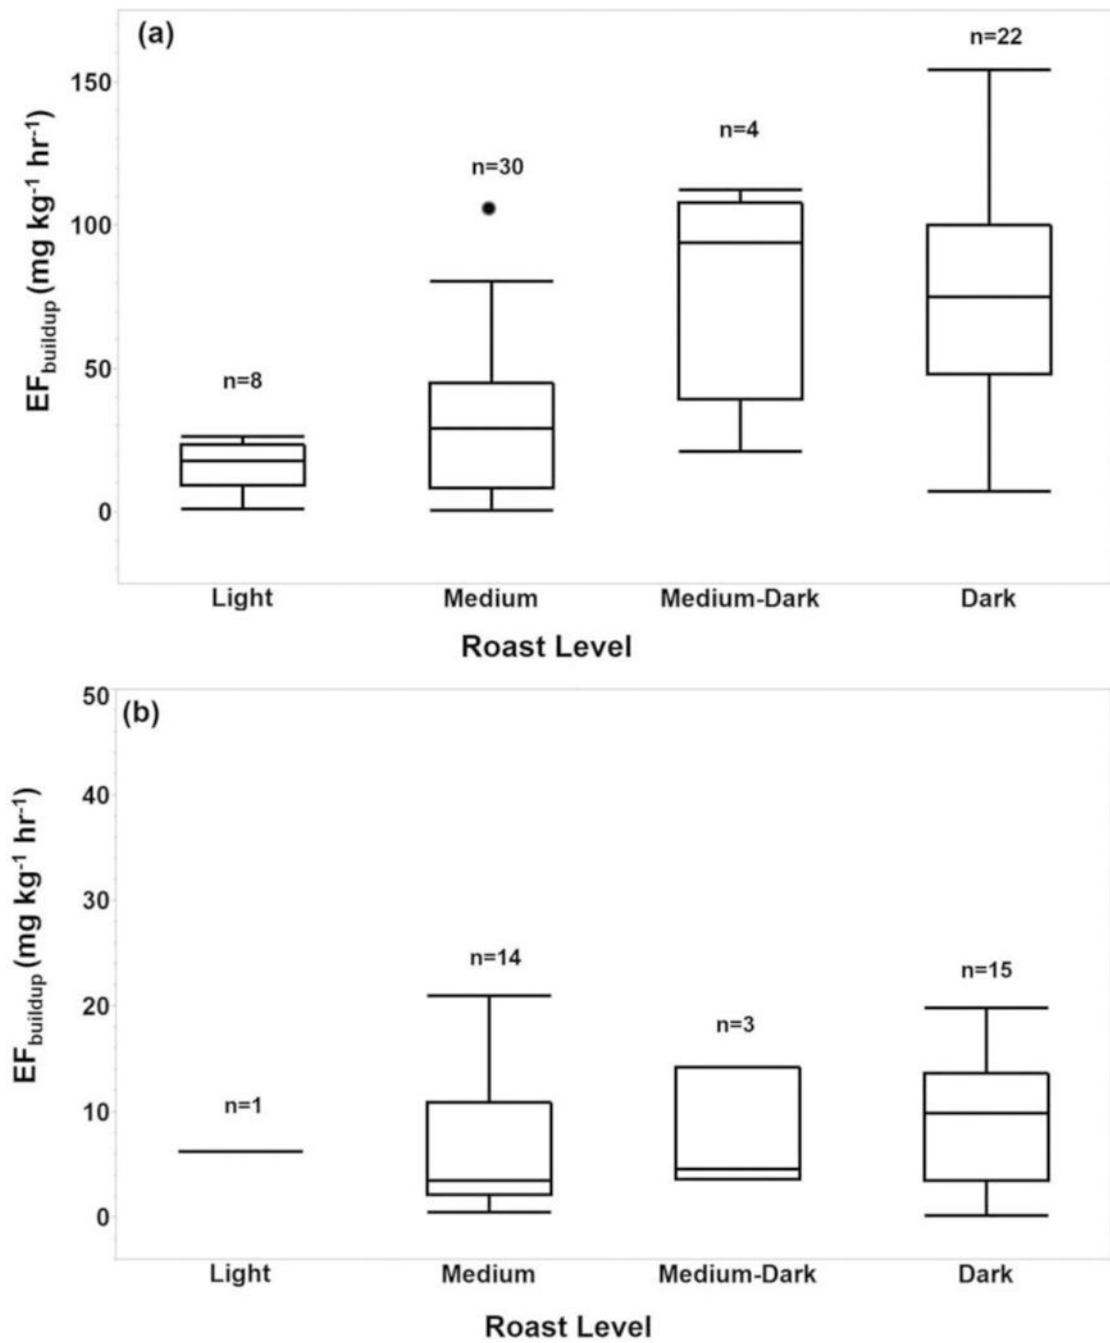 (a)
n=22
150
n=4
n=30
100
50
n=8
0
EF_buildup (mg kg⁻¹ hr⁻¹)
Light Medium Medium-Dark Dark
Roast Level
50
(b)
40
30
n=14
n=15
20
n=3
10
n=1
0
EF_buildup (mg kg⁻¹ hr⁻¹)
Light Medium Medium-Dark Dark
Roast Level